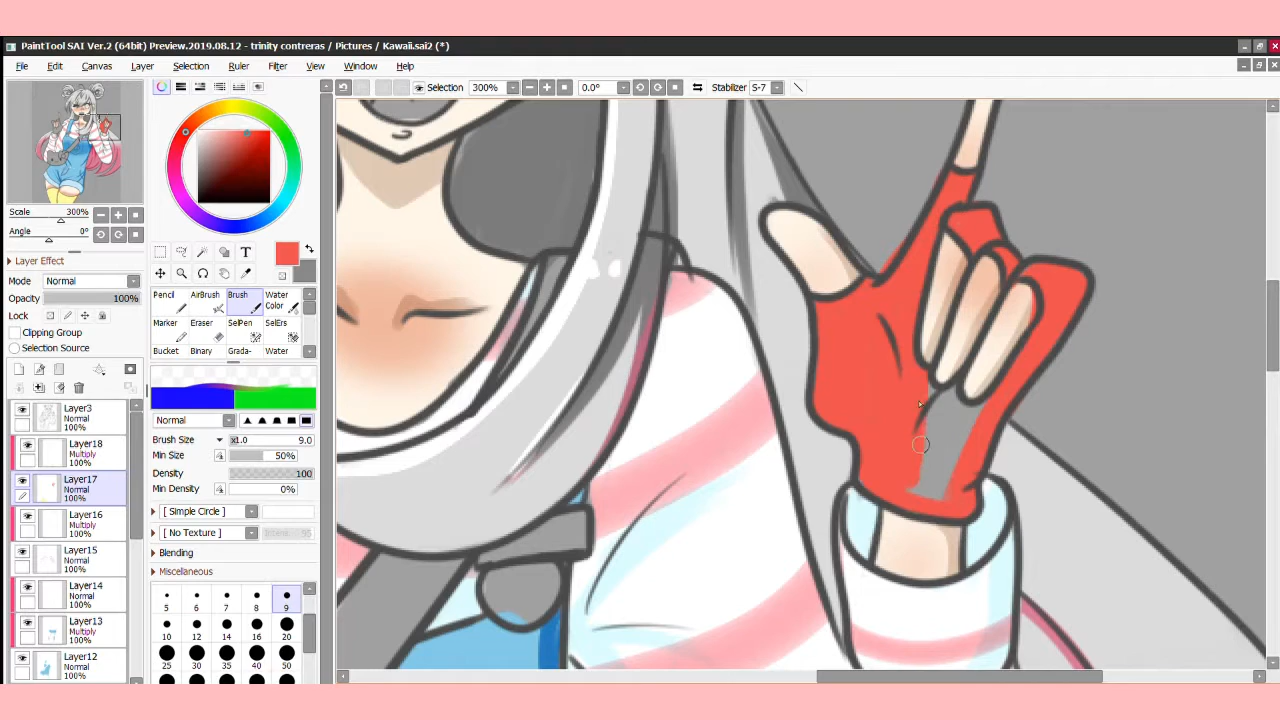 PaintTool SAI Ver.2 (64bit) Preview.2019.08.12 - trinity contreras / Pictures / Kawaii.sai2 (*)
File Edit Canvas Layer Selection Ruler Filter View Window Help
Selection 300% 0.0° Stabilizer S-7
Scale 300%
Angle 0°
Layer Effect
Mode Normal
Opacity 100%
Lock
Clipping Group
Selection Source
Layer3
Normal
100%
Layer18
Multiply
100%
Layer17
Normal
100%
Layer16
Multiply
100%
Layer15
Normal
100%
Layer14
Multiply
100%
Layer13
Multiply
100%
Layer12
Normal
100%
T
Pencil AirBrush Brush Water Color
Marker Eraser SelPen SelErs
Bucket Binary Grada- Water
Normal
Brush Size x1.0 9.0
Min Size 50%
Density 100
Min Density 0%
[ Simple Circle ]
[ No Texture ]
Blending
Miscellaneous
5 6 7 8 9
10 12 14 16 20
25 30 35 40 50